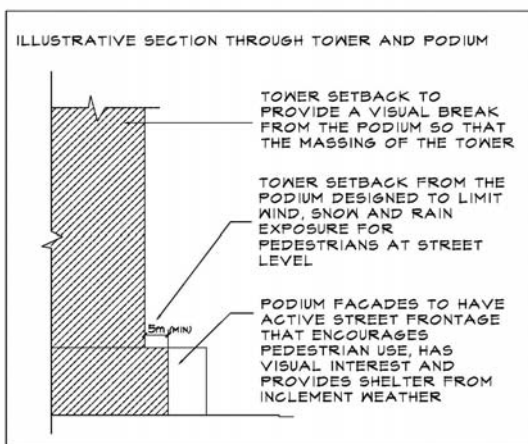 ILLUSTRATIVE SECTION THROUGH TOWER AND PODIUM
TOWER SETBACK TO
PROVIDE A VISUAL BREAK
FROM THE PODIUM SO THAT
THE MASSING OF THE TOWER
TOWER SETBACK FROM THE
PODIUM DESIGNED TO LIMIT
WIND, SNOW AND RAIN
EXPOSURE FOR
PEDESTRIANS AT STREET
LEVEL
5m (MIN)
PODIUM FACADES TO HAVE
ACTIVE STREET FRONTAGE
THAT ENCOURAGES
PEDESTRIAN USE, HAS
VISUAL INTEREST AND
PROVIDES SHELTER FROM
INCLEMENT WEATHER